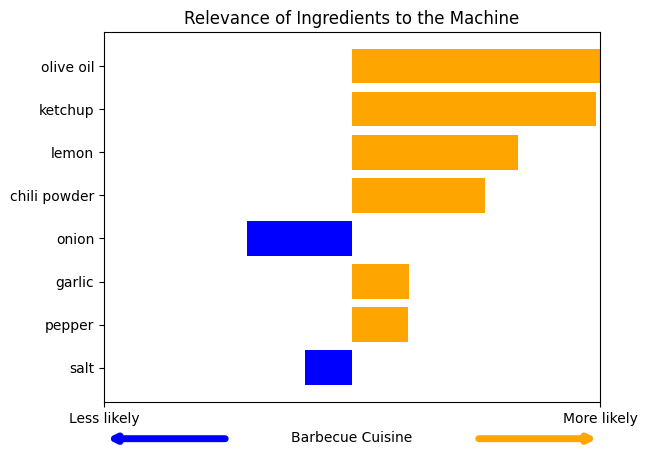 Relevance of Ingredients to the Machine
olive oil
ketchup
lemon
chili powder
onion
garlic
pepper
salt
Less likely
More likely
Barbecue Cuisine